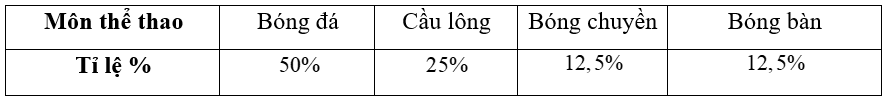 Môn thể thao Bóng đá Cầu lông Bóng chuyền Bóng bàn
Tỉ lệ % 50% 25% 12,5% 12,5%